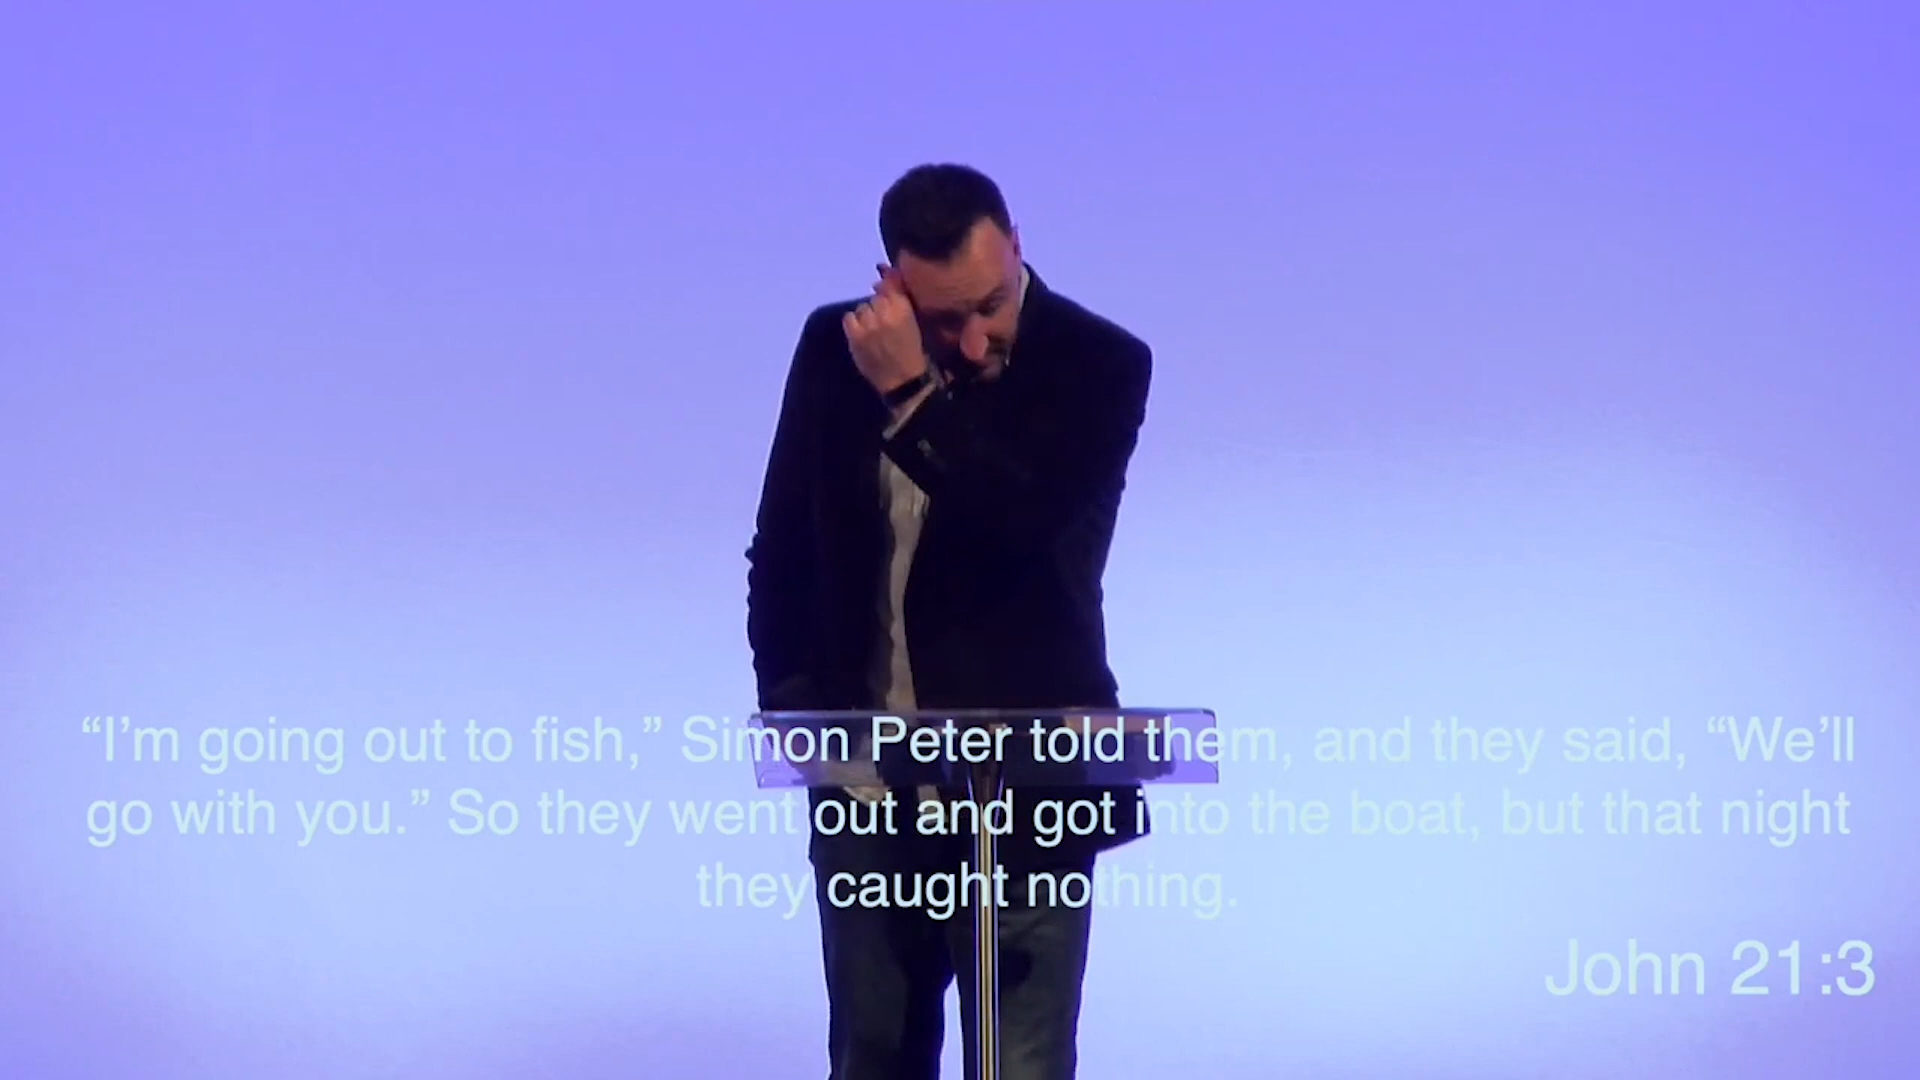 “I’m going out to fish,” Simon Peter told them, and they said, “We’ll
go with you.” So they went out and got into the boat, but that night
they caught nothing.
John 21:3